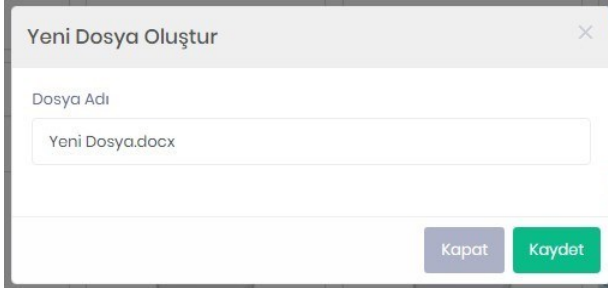 Yeni Dosya Oluştur
Dosya Adı
Yeni Dosya.docx
Kapat
Kaydet